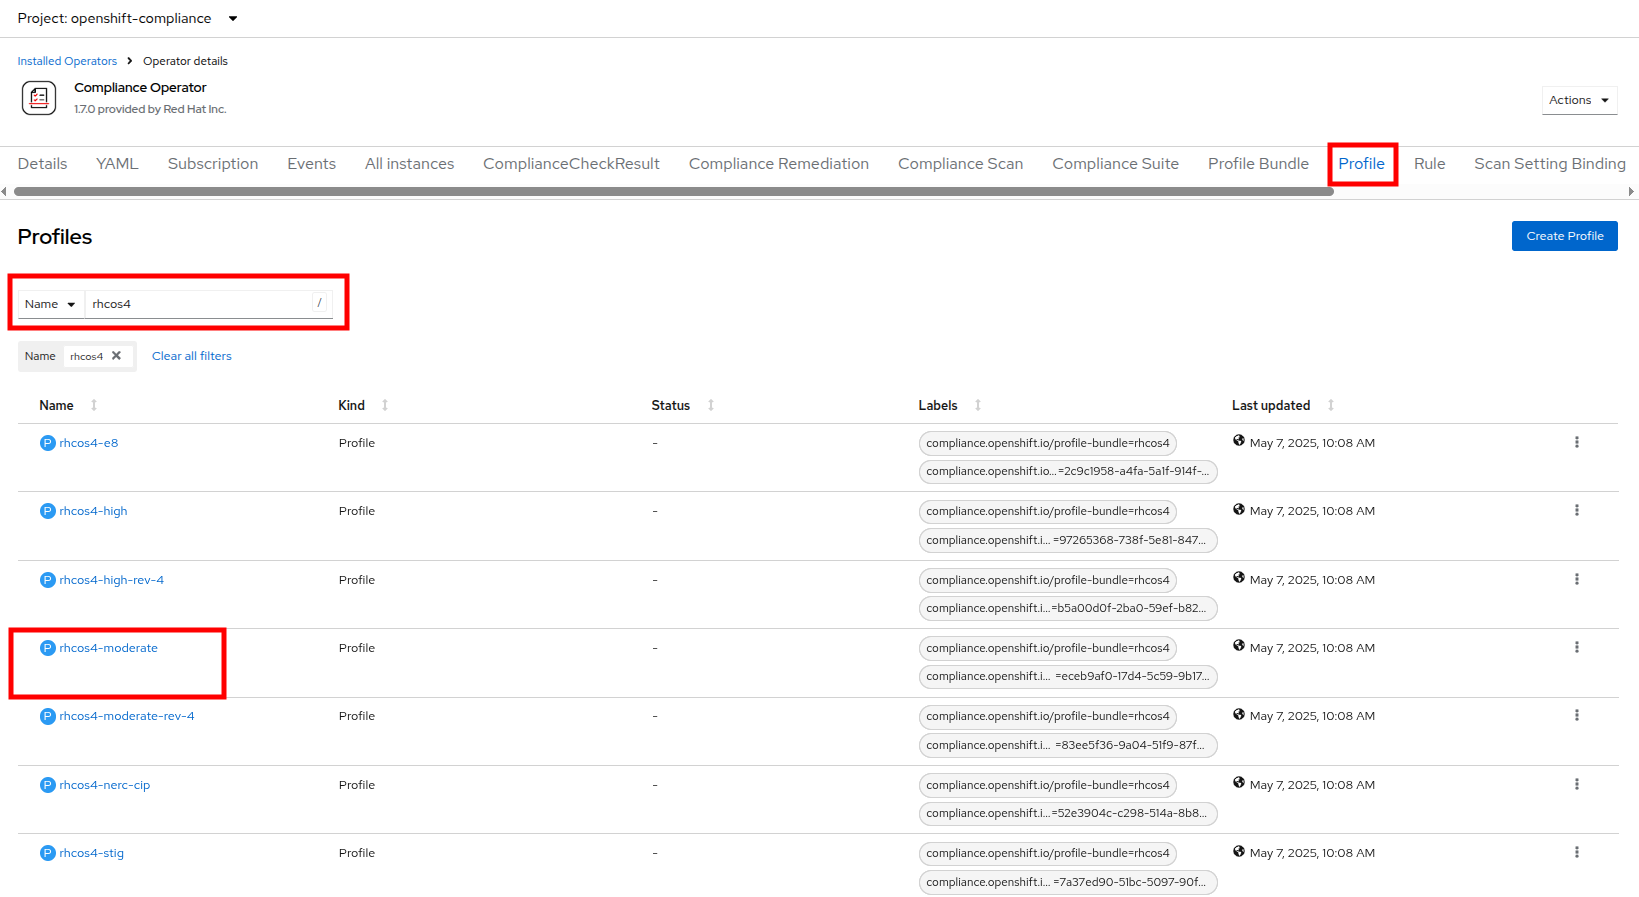 Project: openshift-compliance
Installed Operators Operator details
Compliance Operator
1.7.0 provided by Red Hat Inc.
Actions
Details YAML Subscription Events All instances ComplianceCheckResult Compliance Remediation Compliance Scan Compliance Suite Profile Bundle Profile Rule Scan Setting Binding
Profiles
Create Profile
Name rhcos4 /
Name rhcos4 Clear all filters
Name Kind Status Labels Last updated
P rhcos4-e8 Profile - compliance.openshift.io/profile-bundle=rhcos4 May 7, 2025, 10:08 AM
compliance.openshift.io...=2c9c1958-a4fa-5a1f-914f-...
P rhcos4-high Profile - compliance.openshift.io/profile-bundle=rhcos4 May 7, 2025, 10:08 AM
compliance.openshift.i... =97265368-738f-5e81-847...
P rhcos4-high-rev-4 Profile - compliance.openshift.io/profile-bundle=rhcos4 May 7, 2025, 10:08 AM
compliance.openshift.i...=b5a00d0f-2ba0-59ef-b82...
P rhcos4-moderate Profile - compliance.openshift.io/profile-bundle=rhcos4 May 7, 2025, 10:08 AM
compliance.openshift.i... =eceb9af0-17d4-5c59-9b17...
P rhcos4-moderate-rev-4 Profile - compliance.openshift.io/profile-bundle=rhcos4 May 7, 2025, 10:08 AM
compliance.openshift.i... =83ee5f36-9a04-51f9-87f...
P rhcos4-nerc-cip Profile - compliance.openshift.io/profile-bundle=rhcos4 May 7, 2025, 10:08 AM
compliance.openshift.i...=52e3904c-c298-514a-8b8...
P rhcos4-stig Profile - compliance.openshift.io/profile-bundle=rhcos4 May 7, 2025, 10:08 AM
compliance.openshift.i... =7a37ed90-51bc-5097-90f...